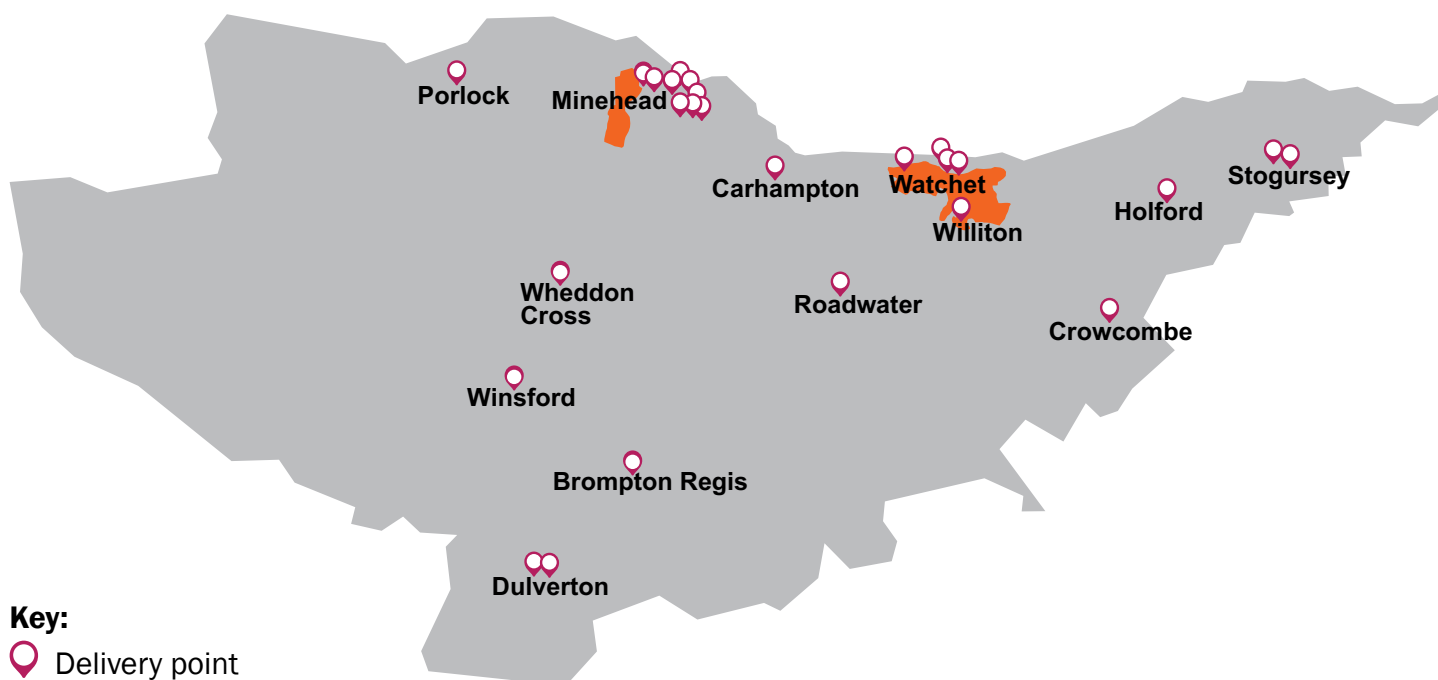 Porlock
Minehead
Carhampton
Watchet
Stogursey
Holford
Williton
Wheddon
Cross
Roadwater
Crowcombe
Winsford
Brompton Regis
Dulverton
Key:
Delivery point